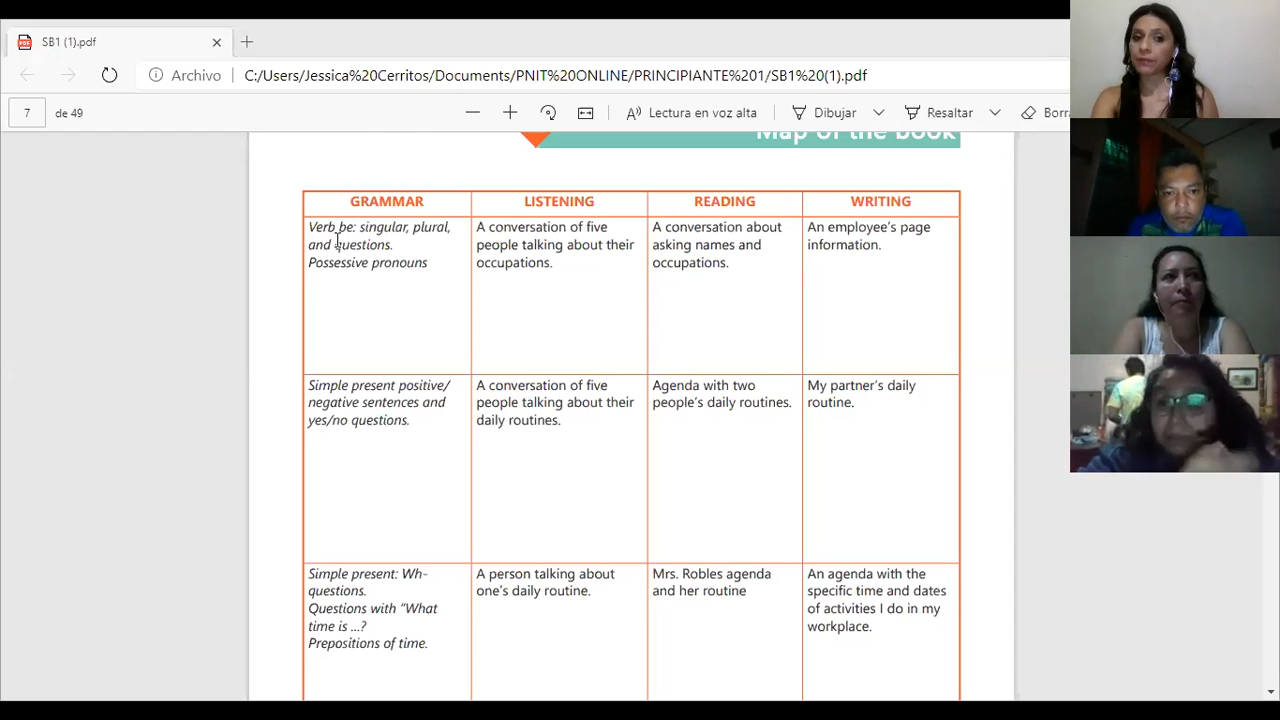 SB1 (1).pdf
Archivo
C:/Users/Jessica%20Cerritos/Documents/PNIT%20ONLINE/PRINCIPIANTE%201/SB1%20(1).pdf
7
de 49
Lectura en voz alta
Dibujar
Resaltar
Borra
Map of the book
GRAMMAR
LISTENING
READING
WRITING
Verb be: singular, plural,
and questions.
Possessive pronouns
A conversation of five
people talking about their
occupations.
A conversation about
asking names and
occupations.
An employee's page
information.
Simple present positive/
negative sentences and
yes/no questions.
A conversation of five
people talking about their
daily routines.
Agenda with two
people's daily routines.
My partner's daily
routine.
Simple present: Wh-
questions.
Questions with "What
time is ...?
Prepositions of time.
A person talking about
one's daily routine.
Mrs. Robles agenda
and her routine
An agenda with the
specific time and dates
of activities I do in my
workplace.